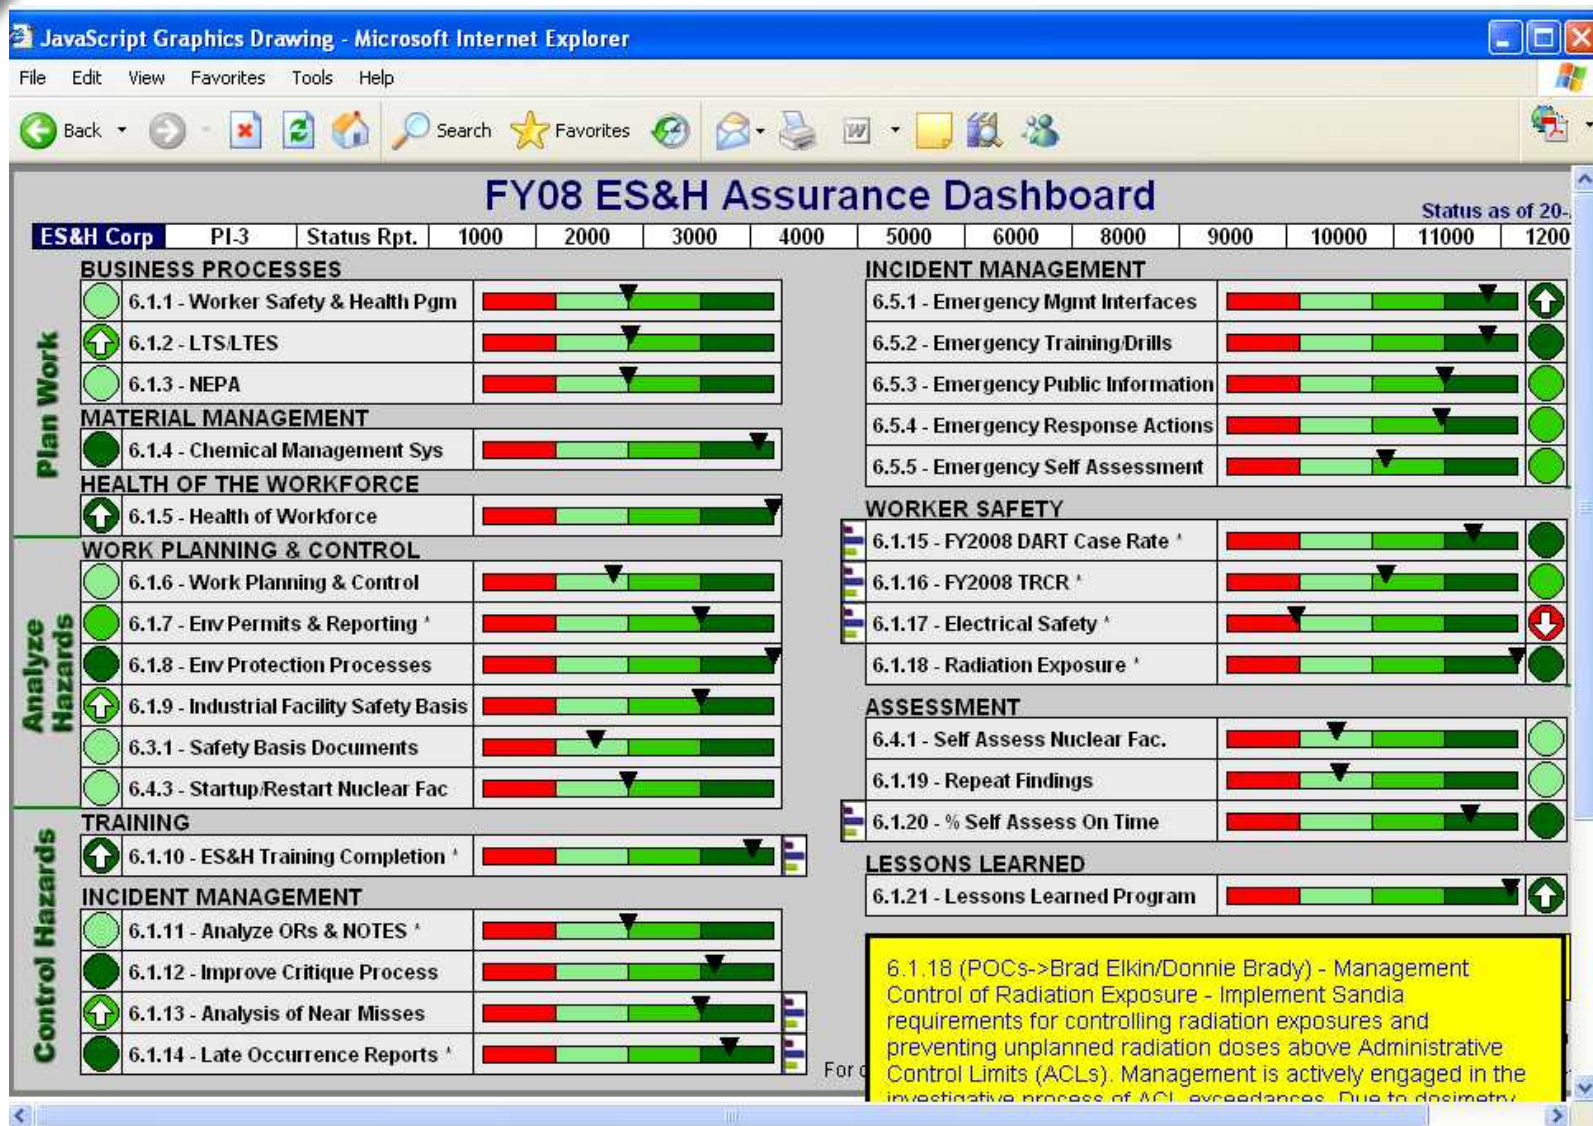 JavaScript Graphics Drawing - Microsoft Internet Explorer
File Edit View Favorites Tools Help
Back Search Favorites
FY08 ES&H Assurance Dashboard
Status as of 20-
ES&H Corp PI-3 Status Rpt. 1000 2000 3000 4000 5000 6000 8000 9000 10000 11000 1200
Plan Work
BUSINESS PROCESSES
6.1.1 - Worker Safety & Health Pgm
6.1.2 - LTS/LTES
6.1.3 - NEPA
MATERIAL MANAGEMENT
6.1.4 - Chemical Management Sys
HEALTH OF THE WORKFORCE
6.1.5 - Health of Workforce
Analyze
Hazards
WORK PLANNING & CONTROL
6.1.6 - Work Planning & Control
6.1.7 - Env Permits & Reporting *
6.1.8 - Env Protection Processes
6.1.9 - Industrial Facility Safety Basis
6.3.1 - Safety Basis Documents
6.4.3 - Startup/Restart Nuclear Fac
Control Hazards
TRAINING
6.1.10 - ES&H Training Completion *
INCIDENT MANAGEMENT
6.1.11 - Analyze ORs & NOTES *
6.1.12 - Improve Critique Process
6.1.13 - Analysis of Near Misses
6.1.14 - Late Occurrence Reports *
INCIDENT MANAGEMENT
6.5.1 - Emergency Mgmt Interfaces
6.5.2 - Emergency Training/Drills
6.5.3 - Emergency Public Information
6.5.4 - Emergency Response Actions
6.5.5 - Emergency Self Assessment
WORKER SAFETY
6.1.15 - FY2008 DART Case Rate *
6.1.16 - FY2008 TRCR *
6.1.17 - Electrical Safety *
6.1.18 - Radiation Exposure *
ASSESSMENT
6.4.1 - Self Assess Nuclear Fac.
6.1.19 - Repeat Findings
6.1.20 - % Self Assess On Time
LESSONS LEARNED
6.1.21 - Lessons Learned Program
6.1.18 (POCs->Brad Elkin/Donnie Brady) - Management
Control of Radiation Exposure - Implement Sandia
requirements for controlling radiation exposures and
preventing unplanned radiation doses above Administrative
Control Limits (ACLs). Management is actively engaged in the
investigative process of ACL exceedances. Due to dosimetry
For